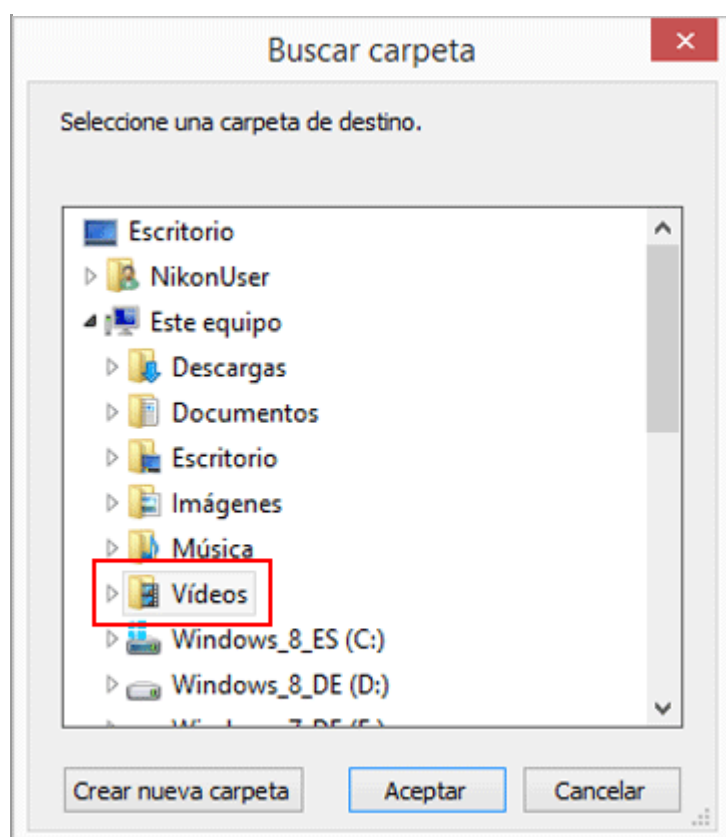 Buscar carpeta
Seleccione una carpeta de destino.
Escritorio
NikonUser
Este equipo
Descargas
Documentos
Escritorio
Imágenes
Música
Vídeos
Windows_8_ES (C:)
Windows_8_DE (D:)
Crear nueva carpeta Aceptar Cancelar